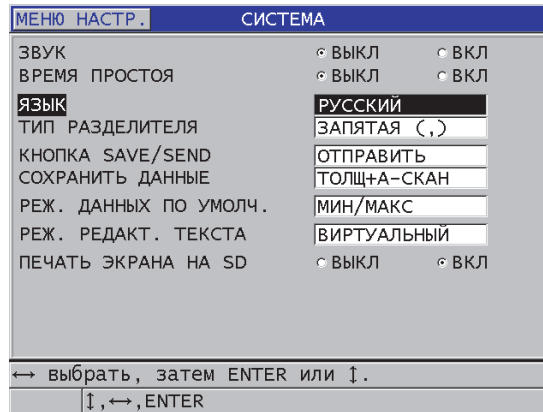 МЕНЮ НАСТР. СИСТЕМА
ЗВУК ВЫКЛ ВКЛ
ВРЕМЯ ПРОСТОЯ ВЫКЛ ВКЛ
ЯЗЫК РУССКИЙ
ТИП РАЗДЕЛИТЕЛЯ ЗАПЯТАЯ (,)
КНОПКА SAVE/SEND ОТПРАВИТЬ
СОХРАНИТЬ ДАННЫЕ ТОЛЩ+А-СКАН
РЕЖ. ДАННЫХ ПО УМОЛЧ. МИН/МАКС
РЕЖ. РЕДАКТ. ТЕКСТА ВИРТУАЛЬНЫЙ
ПЕЧАТЬ ЭКРАНА НА SD ВЫКЛ ВКЛ
↔ выбрать, затем ENTER или ↕.
↕,↔,ENTER